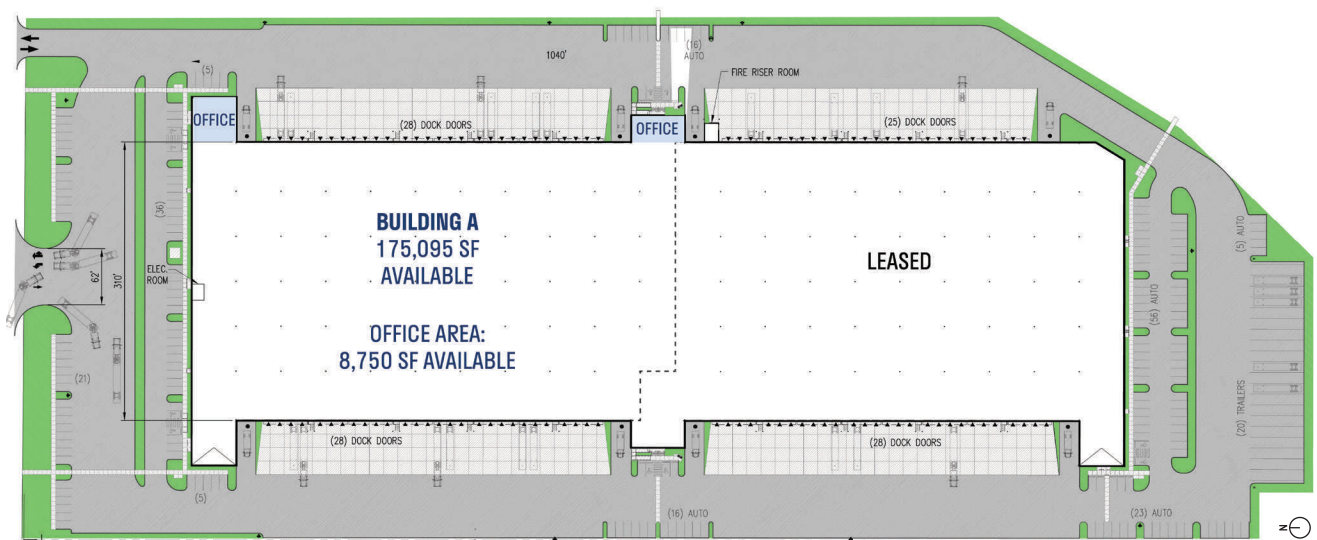 1040'
(16)
AUTO
(5)
FIRE RISER ROOM
OFFICE
(28) DOCK DOORS
OFFICE
(25) DOCK DOORS
(36)
BUILDING A
175,095 SF
AVAILABLE
LEASED
(5) AUTO
62'
310'
ELEC.
ROOM
(56) AUTO
OFFICE AREA:
8,750 SF AVAILABLE
(21)
(20) TRAILERS
(28) DOCK DOORS
(28) DOCK DOORS
(5)
(16) AUTO
(23) AUTO
N